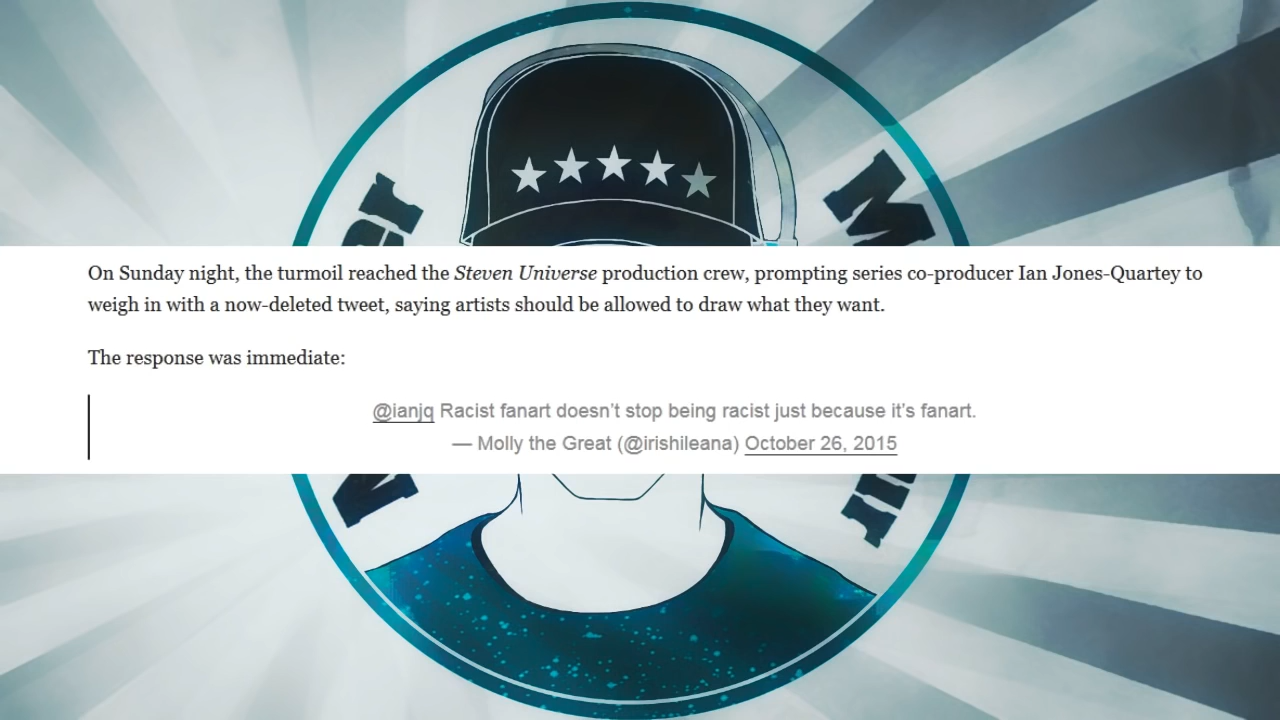 On Sunday night, the turmoil reached the Steven Universe production crew, prompting series co-producer Ian Jones-Quartey to
weigh in with a now-deleted tweet, saying artists should be allowed to draw what they want.
The response was immediate:
@ianjq Racist fanart doesn’t stop being racist just because it’s fanart.
— Molly the Great (@irishileana) October 26, 2015